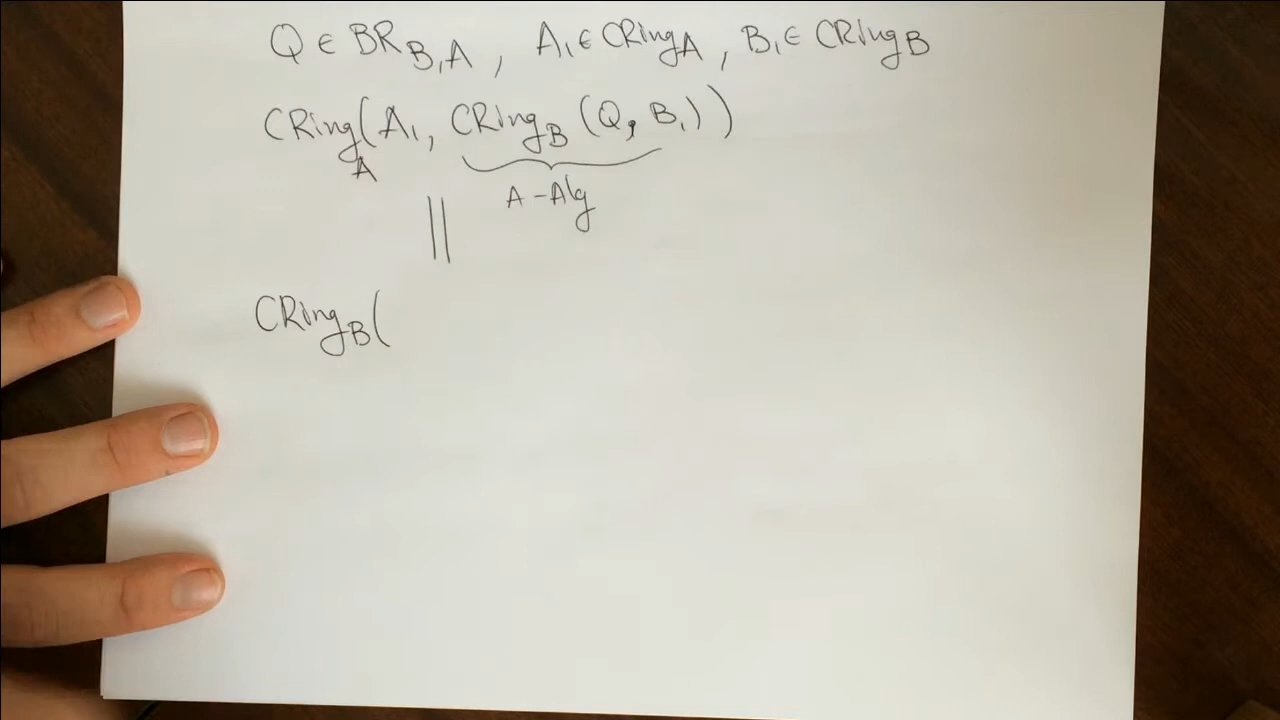 Q ∈ BR_{B,A} , A₁ ∈ CRing_A , B₁ ∈ CRing_B
CRing_A(A₁, CRing_B(Q, B₁))
A-Alg
||
CRing_B(